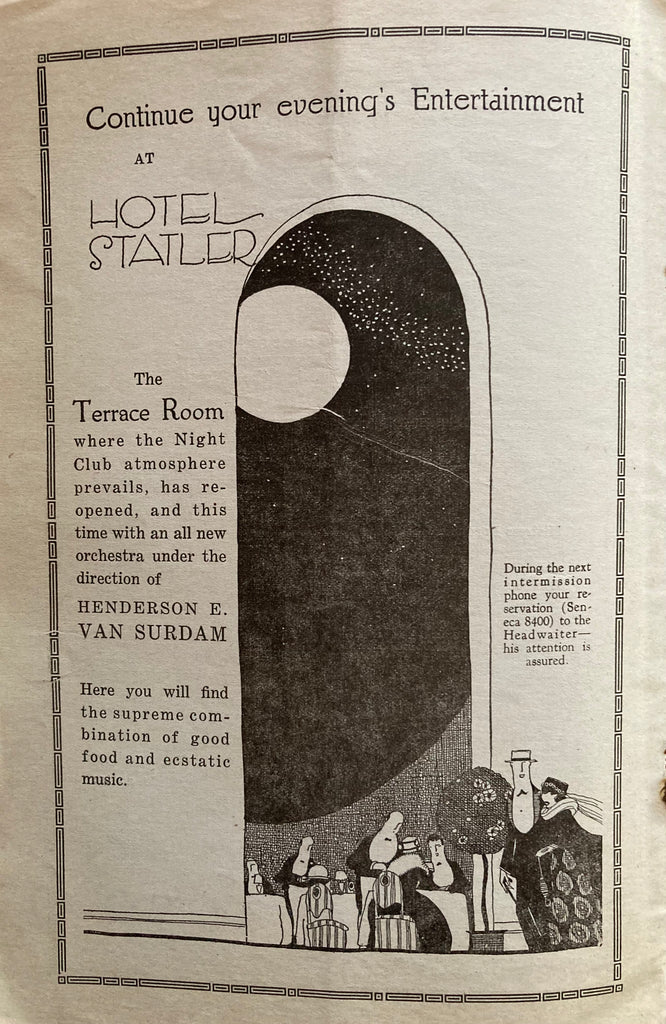 Continue your evening's Entertainment
AT
HOTEL
STATLER
The
Terrace Room
where the Night
Club atmosphere
prevails, has re-
opened, and this
time with an all new
orchestra under the
direction of
HENDERSON E.
VAN SURDAM
Here you will find
the supreme com-
bination of good
food and ecstatic
music.
During the next
intermission
phone your re-
servation (Sen-
eca 8400) to the
Headwaiter—
his attention is
assured.